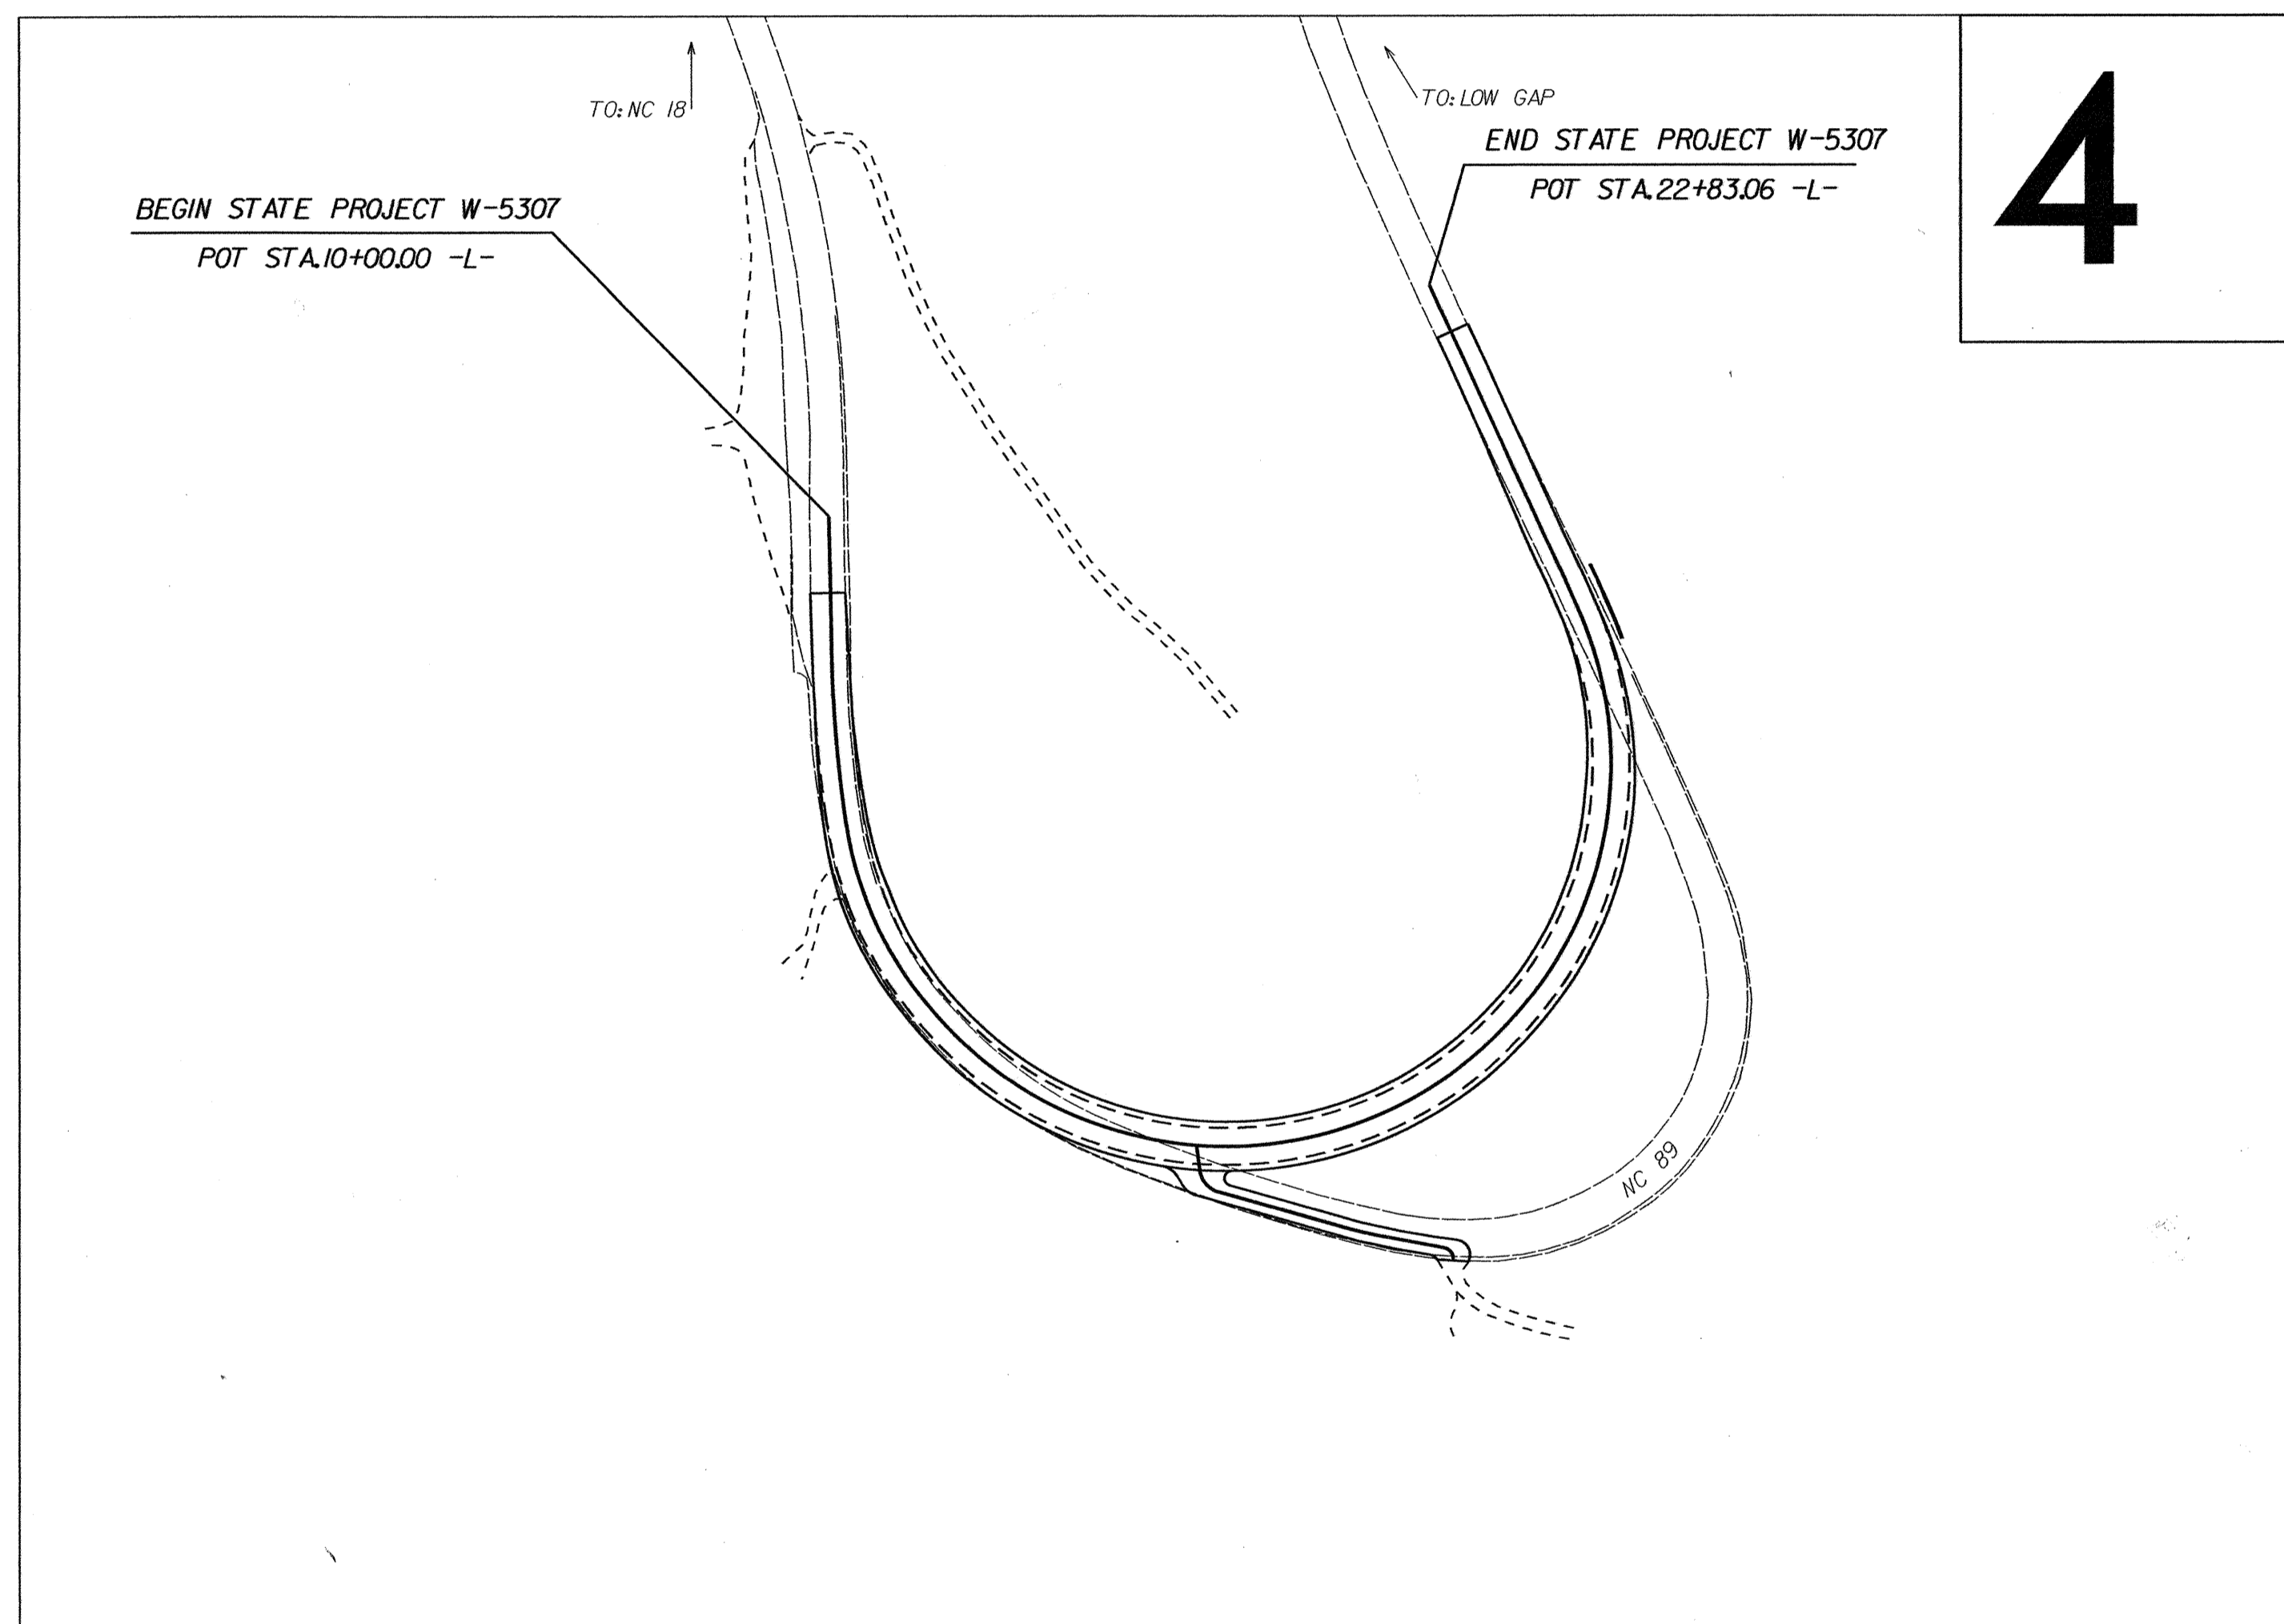 TO: NC 18
TO: LOW GAP
4
END STATE PROJECT W-5307
POT STA. 22+83.06 -L-
BEGIN STATE PROJECT W-5307
POT STA. 10+00.00 -L-
NC 89